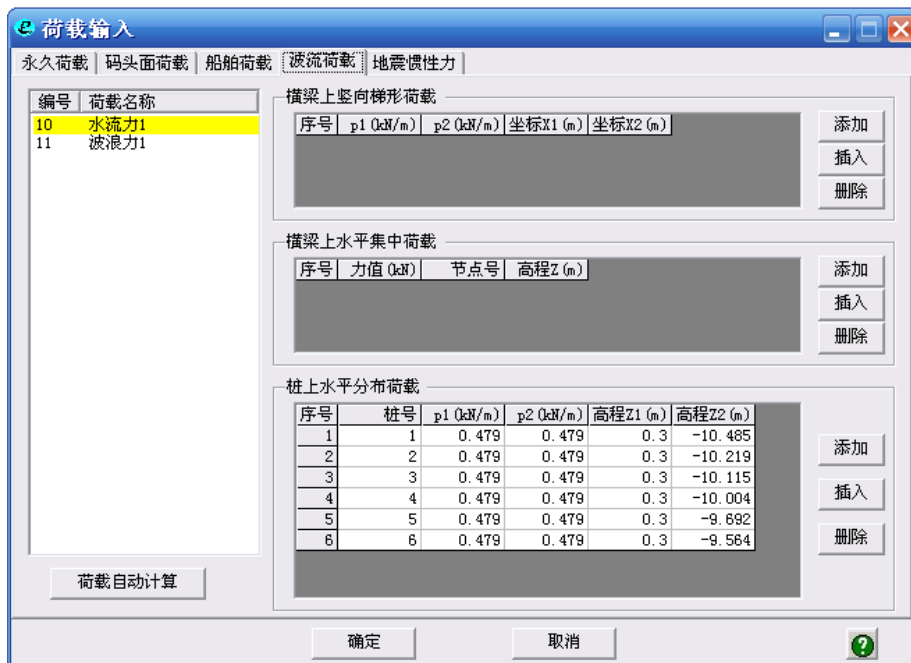 荷载输入
永久荷载 码头面荷载 船舶荷载 波流荷载 地震惯性力
编号 荷载名称
10 水流力1
11 波浪力1
荷载自动计算
横梁上竖向梯形荷载
序号 p1(kN/m) p2(kN/m) 坐标X1(m) 坐标X2(m)
添加
插入
删除
横梁上水平集中荷载
序号 力值(kN) 节点号 高程Z(m)
添加
插入
删除
桩上水平分布荷载
序号 桩号 p1(kN/m) p2(kN/m) 高程Z1(m) 高程Z2(m)
1 1 0.479 0.479 0.3 -10.485
2 2 0.479 0.479 0.3 -10.219
3 3 0.479 0.479 0.3 -10.115
4 4 0.479 0.479 0.3 -10.004
5 5 0.479 0.479 0.3 -9.692
6 6 0.479 0.479 0.3 -9.564
添加
插入
删除
确定 取消